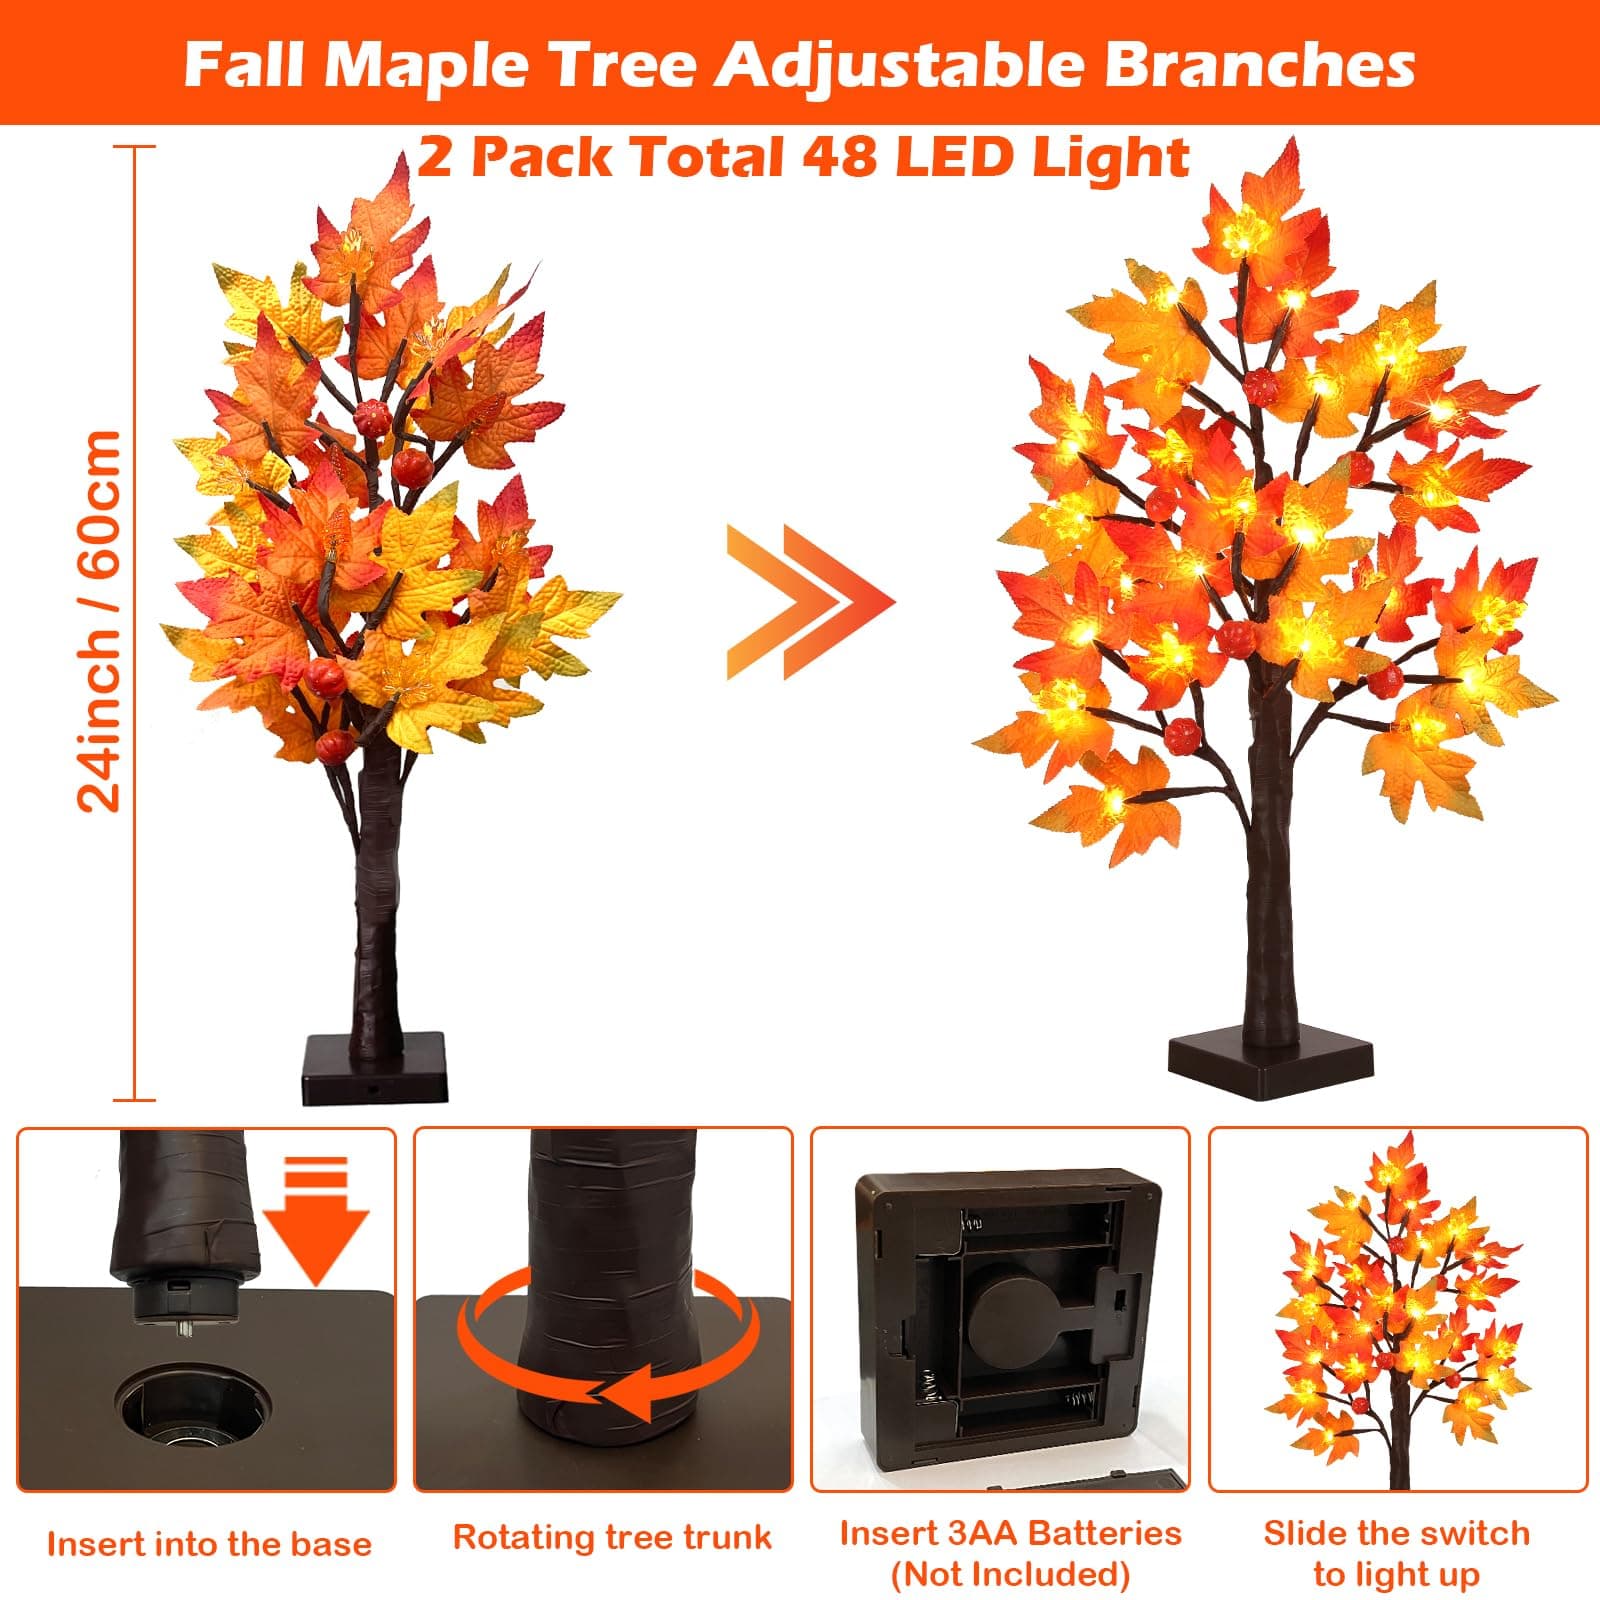 Fall Maple Tree Adjustable Branches
2 Pack Total 48 LED Light
24inch / 60cm
Insert into the base
Rotating tree trunk
Insert 3AA Batteries
(Not Included)
Slide the switch
to light up